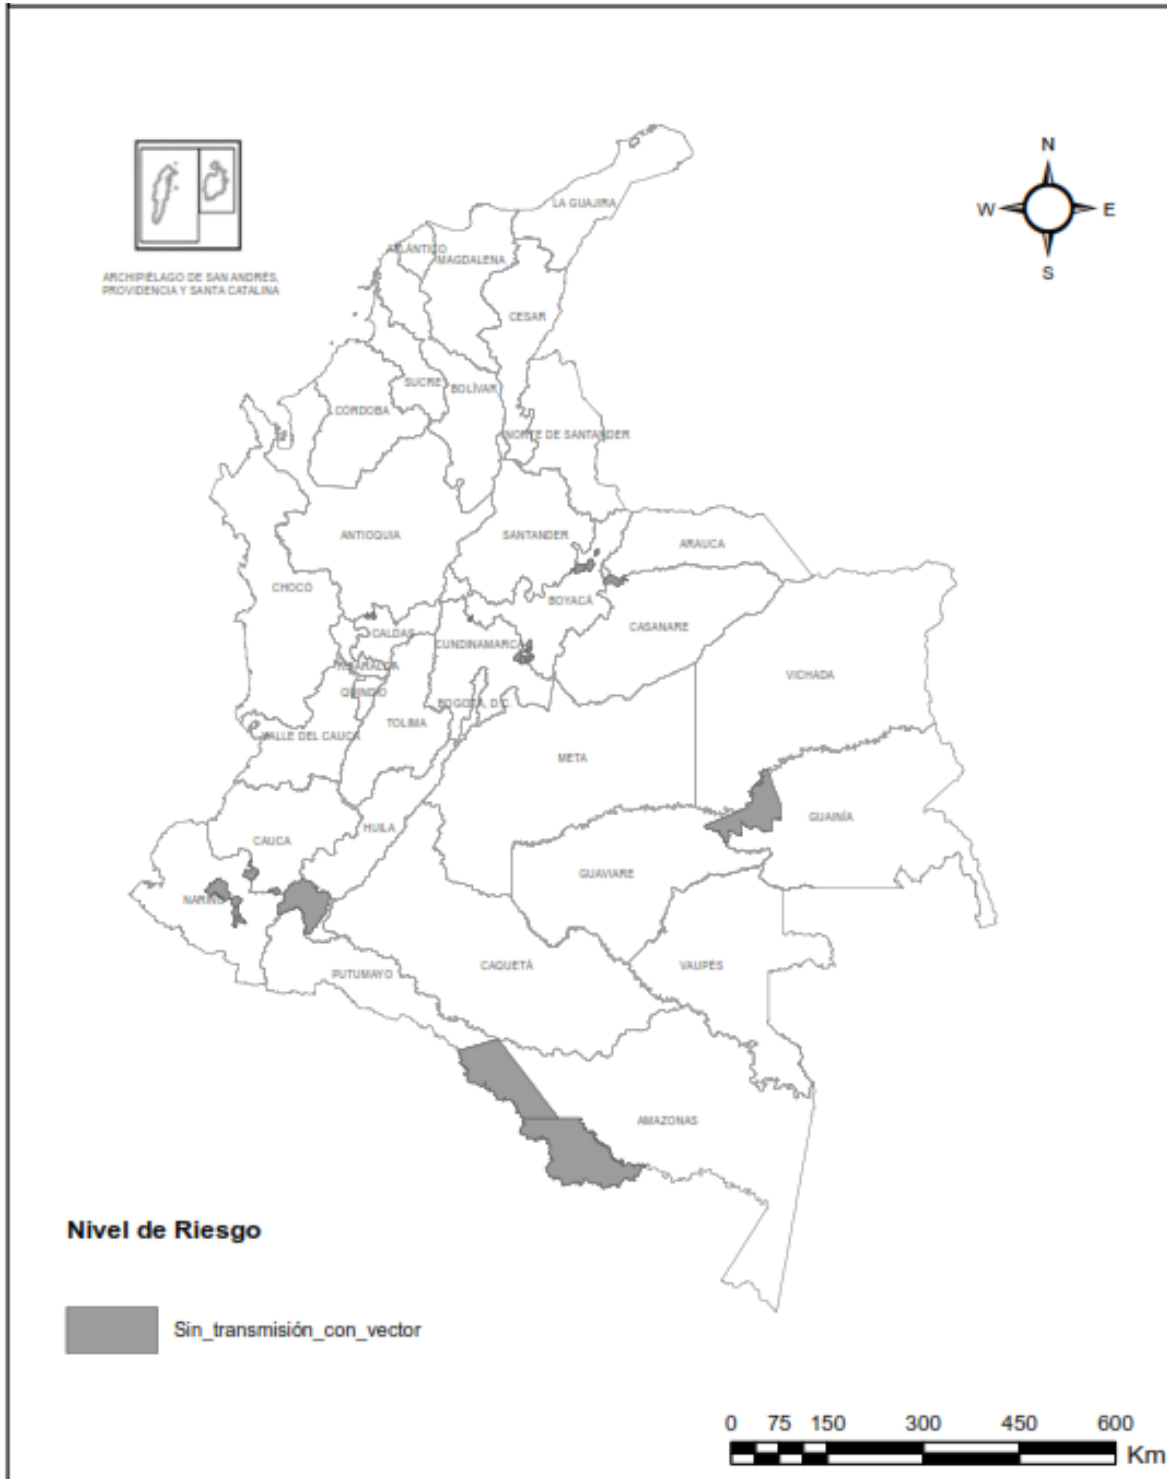 N
W
E
S
LA GUAJIRA
ATLÁNTICO
MAGDALENA
ARCHIPIÉLAGO DE SAN ANDRÉS,
PROVIDENCIA Y SANTA CATALINA
CESAR
SUCRE
BOLÍVAR
CÓRDOBA
NORTE DE SANTANDER
ANTIOQUIA
SANTANDER
ARAUCA
CHOCÓ
BOYACÁ
CASANARE
CALDAS
CUNDINAMARCA
RISARALDA
VICHADA
QUINDÍO
BOGOTÁ, D.C.
TOLIMA
VALLE DEL CAUCA
META
GUAINÍA
HUILA
CAUCA
GUAVIARE
NARIÑO
CAQUETÁ
VAUPÉS
PUTUMAYO
AMAZONAS
Nivel de Riesgo
Sin_transmisión_con_vector
0 75 150 300 450 600
Km